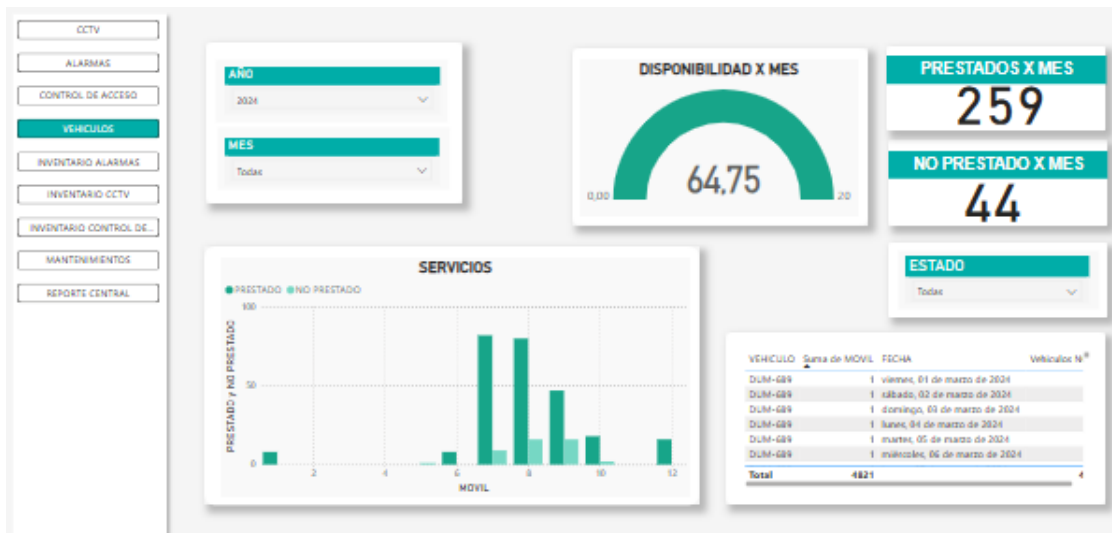 CCTV
ALARMAS
CONTROL DE ACCESO
VEHICULOS
INVENTARIO ALARMAS
INVENTARIO CCTV
INVENTARIO CONTROL DE...
MANTENIMIENTOS
REPORTE CENTRAL
AÑO
2024
MES
Todas
DISPONIBILIDAD X MES
64,75
0,00
20
PRESTADOS X MES
259
NO PRESTADO X MES
44
ESTADO
Todas
SERVICIOS
PRESTADO NO PRESTADO
PRESTADO y NO PRESTADO
100
50
0
2 4 6 8 10 12
MOVIL
VEHICULO Suma de MOVIL FECHA Vehiculos N
DUM-689 1 viernes, 01 de marzo de 2024
DUM-689 1 sábado, 02 de marzo de 2024
DUM-689 1 domingo, 03 de marzo de 2024
DUM-689 1 lunes, 04 de marzo de 2024
DUM-689 1 martes, 05 de marzo de 2024
DUM-689 1 miércoles, 06 de marzo de 2024
Total 4821